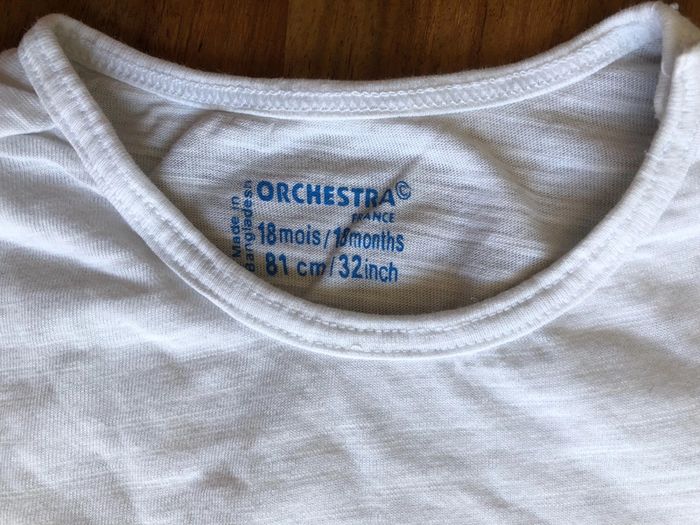 ORCHESTRA©
FRANCE
18 mois / 18 months
81 cm / 32 inch
Made in
Bangladesh